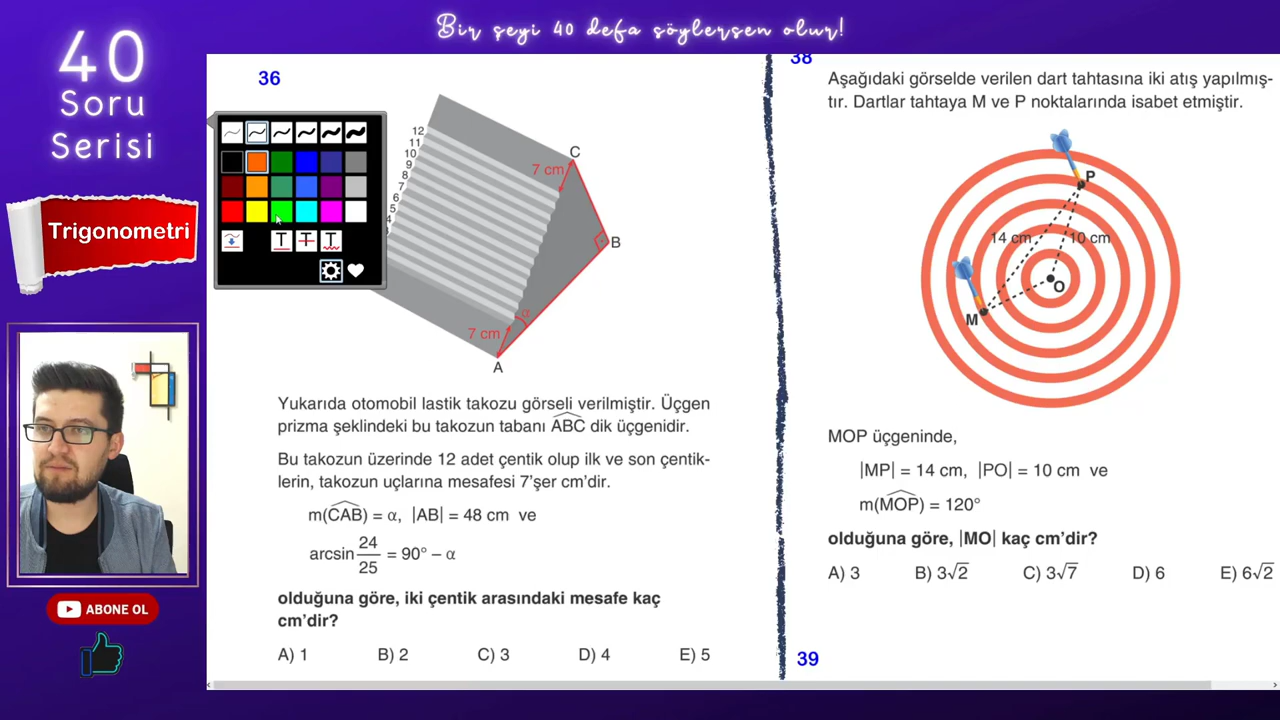 Bir şeyi 40 defa söylersen olur!
40
Soru
Serisi
Trigonometri
ABONE OL
36
12
11
10
9
8
7
6
5
4
7 cm
C
B
α
7 cm
A
T T T
Yukarıda otomobil lastik takozu görseli verilmiştir. Üçgen
prizma şeklindeki bu takozun tabanı ABC dik üçgenidir.
Bu takozun üzerinde 12 adet çentik olup ilk ve son çentik-
lerin, takozun uçlarına mesafesi 7’şer cm’dir.
m(CAB) = α, |AB| = 48 cm ve
arcsin 24/25 = 90° – α
olduğuna göre, iki çentik arasındaki mesafe kaç
cm’dir?
A) 1 B) 2 C) 3 D) 4 E) 5
38
Aşağıdaki görselde verilen dart tahtasına iki atış yapılmış-
tır. Dartlar tahtaya M ve P noktalarında isabet etmiştir.
P
14 cm 10 cm
O
M
MOP üçgeninde,
|MP| = 14 cm, |PO| = 10 cm ve
m(MOP) = 120°
olduğuna göre, |MO| kaç cm’dir?
A) 3 B) 3√2 C) 3√7 D) 6 E) 6√2
39